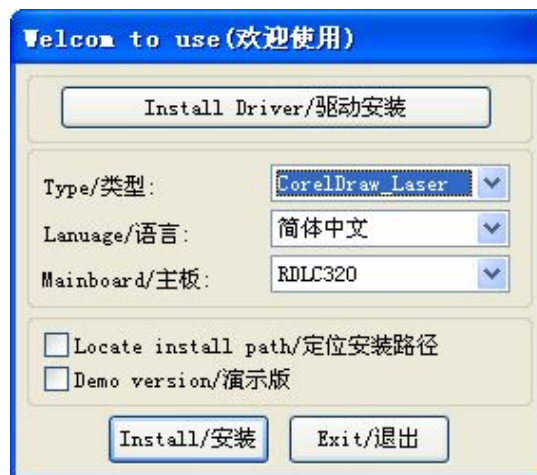 Welcom to use(欢迎使用)
Install Driver/驱动安装
Type/类型: CorelDraw_Laser
Lanuage/语言: 简体中文
Mainboard/主板: RDLC320
Locate install path/定位安装路径
Demo version/演示版
Install/安装 Exit/退出